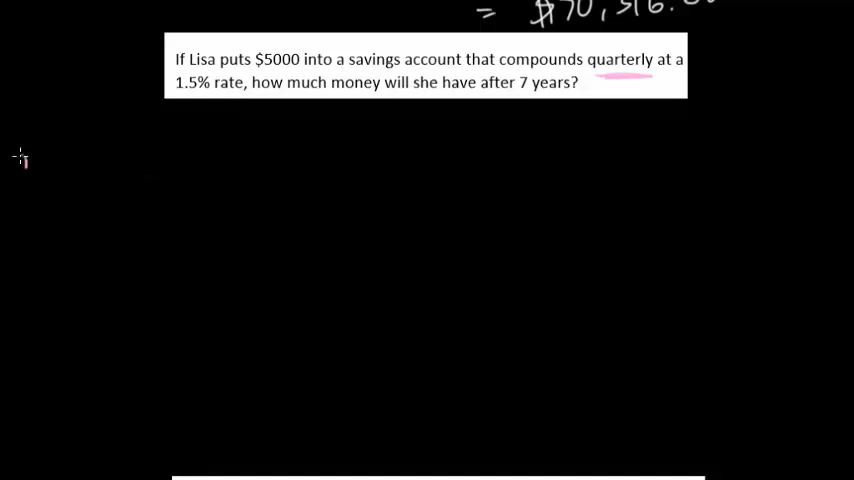 If Lisa puts $5000 into a savings account that compounds quarterly at a
1.5% rate, how much money will she have after 7 years?